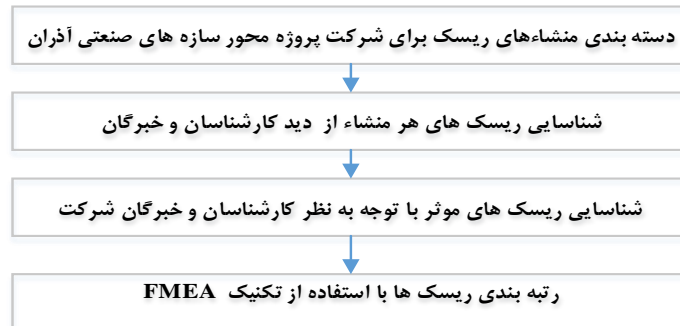 دسته بندی منشاءهای ریسک برای شرکت پروژه محور سازه های صنعتی آذران
شناسایی ریسک های هر منشاء از دید کارشناسان و خبرگان
شناسایی ریسک های موثر با توجه به نظر کارشناسان و خبرگان شرکت
رتبه بندی ریسک ها با استفاده از تکنیک FMEA